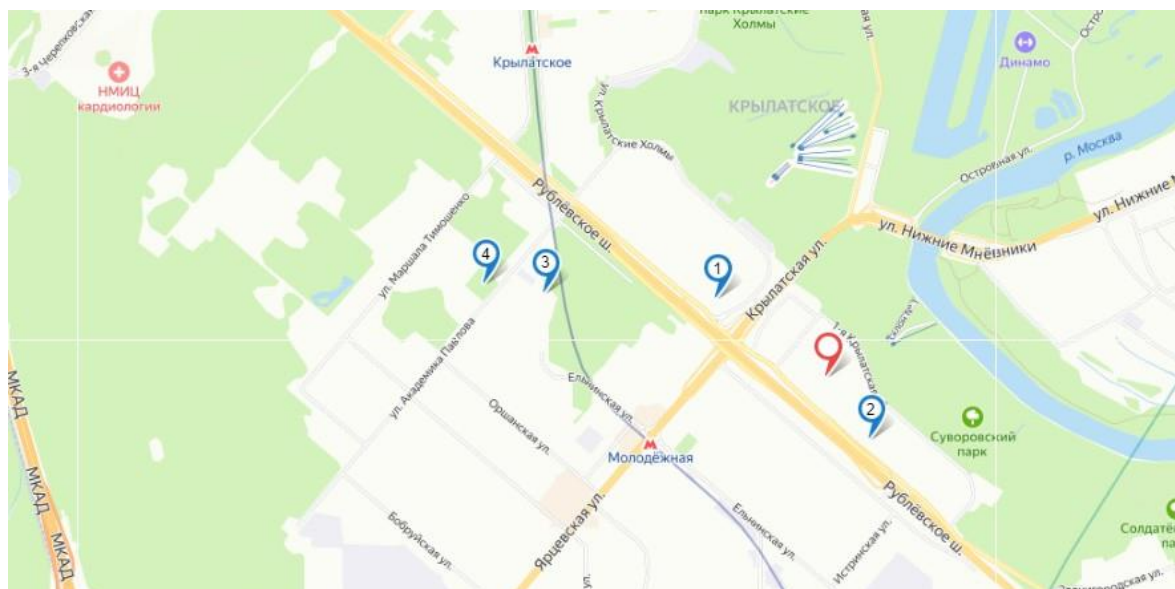 парк Крылатские
Холмы
3-я Черепковская
НМИЦ
кардиологии
Крылатское
Динамо
КРЫЛАТСКОЕ
ул. Крылатские Холмы
р. Москва
Островная ул.
ул. Нижние Мнёвники
ул. Нижние М
Рублёвское ш.
ул. Маршала Тимошенко
4
3
1
Крылатская ул.
1-я Крылатская
ул. Академика Павлова
Ельнинская ул.
Оршанская ул.
2
Суворовский
парк
Молодёжная
МКАД
МКАД
МКАД
Рублёвское ш.
Ярцевская ул.
Ельнинская ул.
Истринская ул.
Бобруйская ул.